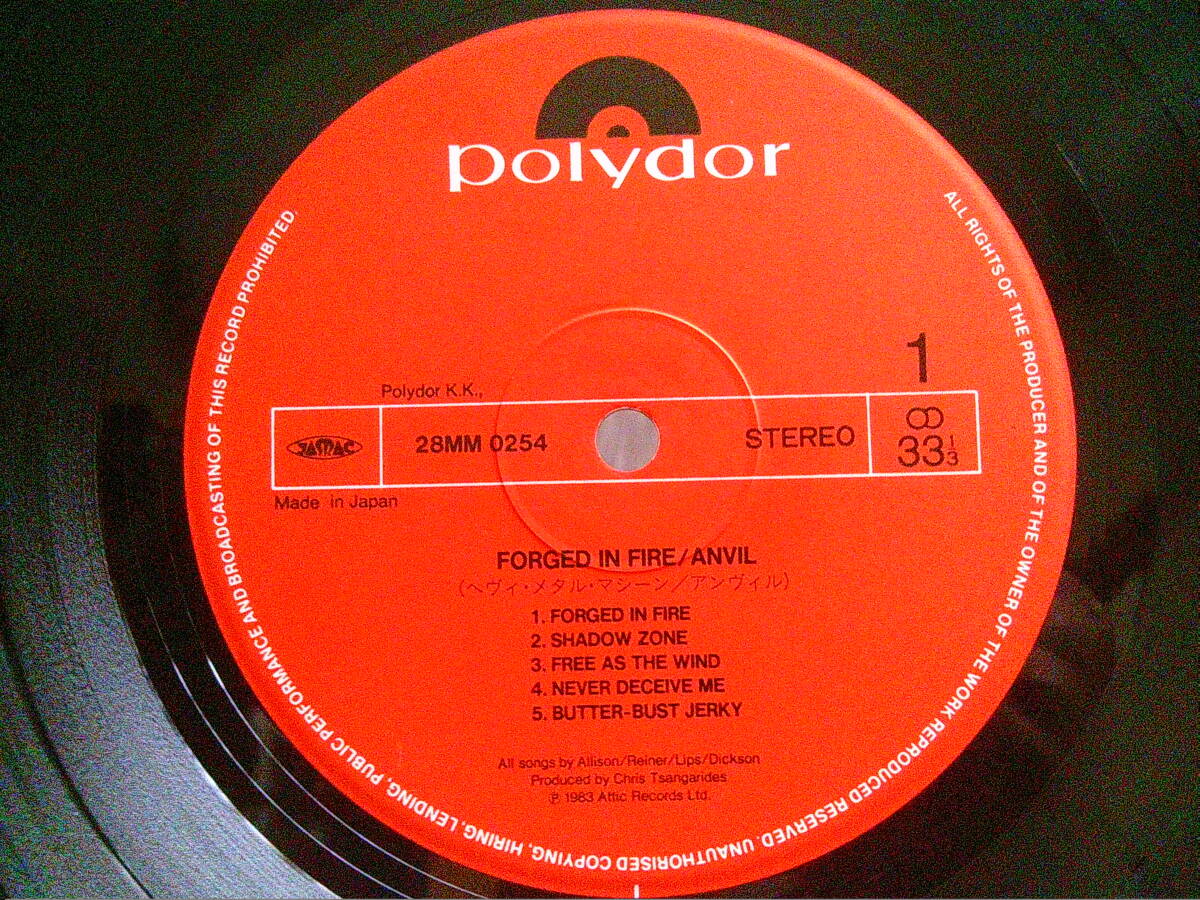 polydor
ALL RIGHTS OF THE PRODUCER AND OF THE OWNER OF THE WORK REPRODUCED RESERVED. UNAUTHORISED COPYING, HIRING, LENDING, PUBLIC PERFORMANCE AND BROADCASTING OF THIS RECORD PROHIBITED.
1
Polydor K.K.,
JASRAC 28MM 0254 STEREO 33 1/3
Made in Japan
FORGED IN FIRE/ANVIL
(ヘヴィ・メタル・マシーン/アンヴィル)
1. FORGED IN FIRE
2. SHADOW ZONE
3. FREE AS THE WIND
4. NEVER DECEIVE ME
5. BUTTER-BUST JERKY
All songs by Allison/Reiner/Lips/Dickson
Produced by Chris Tsangarides
℗ 1983 Attic Records Ltd.